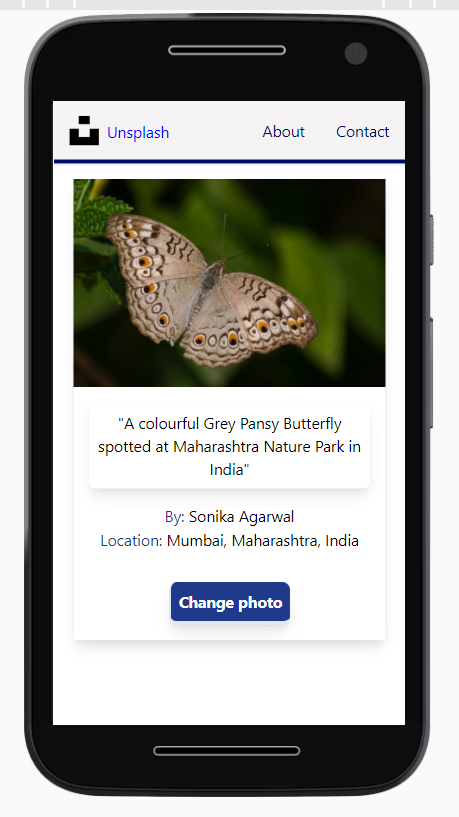 Unsplash About Contact
"A colourful Grey Pansy Butterfly
spotted at Maharashtra Nature Park in
India"
By: Sonika Agarwal
Location: Mumbai, Maharashtra, India
Change photo